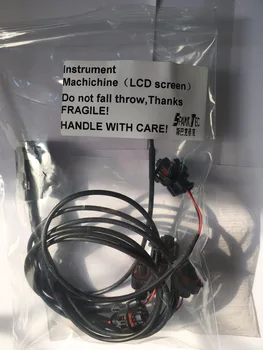 Instrument
Machichine（LCD screen）
Do not fall throw,Thanks
FRAGILE!
HANDLE WITH CARE!